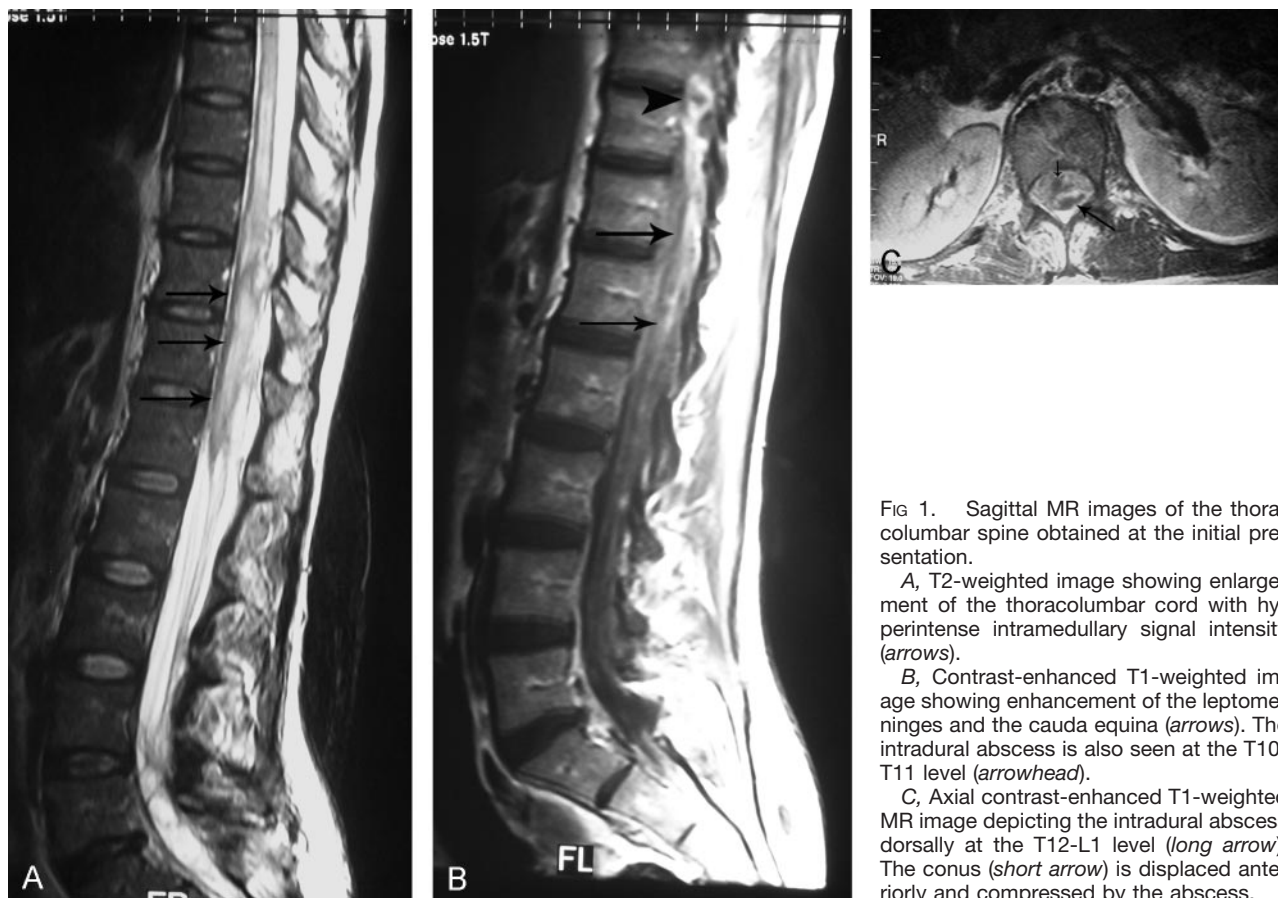 ose 1.5T
A
ose 1.5T
B
FL
R
C
FOV: 18.0
FIG 1. Sagittal MR images of the thora-
columbar spine obtained at the initial pre-
sentation.
A, T2-weighted image showing enlarge-
ment of the thoracolumbar cord with hy-
perintense intramedullary signal intensit
(arrows).
B, Contrast-enhanced T1-weighted im-
age showing enhancement of the leptome-
ninges and the cauda equina (arrows). The
intradural abscess is also seen at the T10-
T11 level (arrowhead).
C, Axial contrast-enhanced T1-weighted
MR image depicting the intradural absces
dorsally at the T12-L1 level (long arrow)
The conus (short arrow) is displaced ante-
riorly and compressed by the abscess.